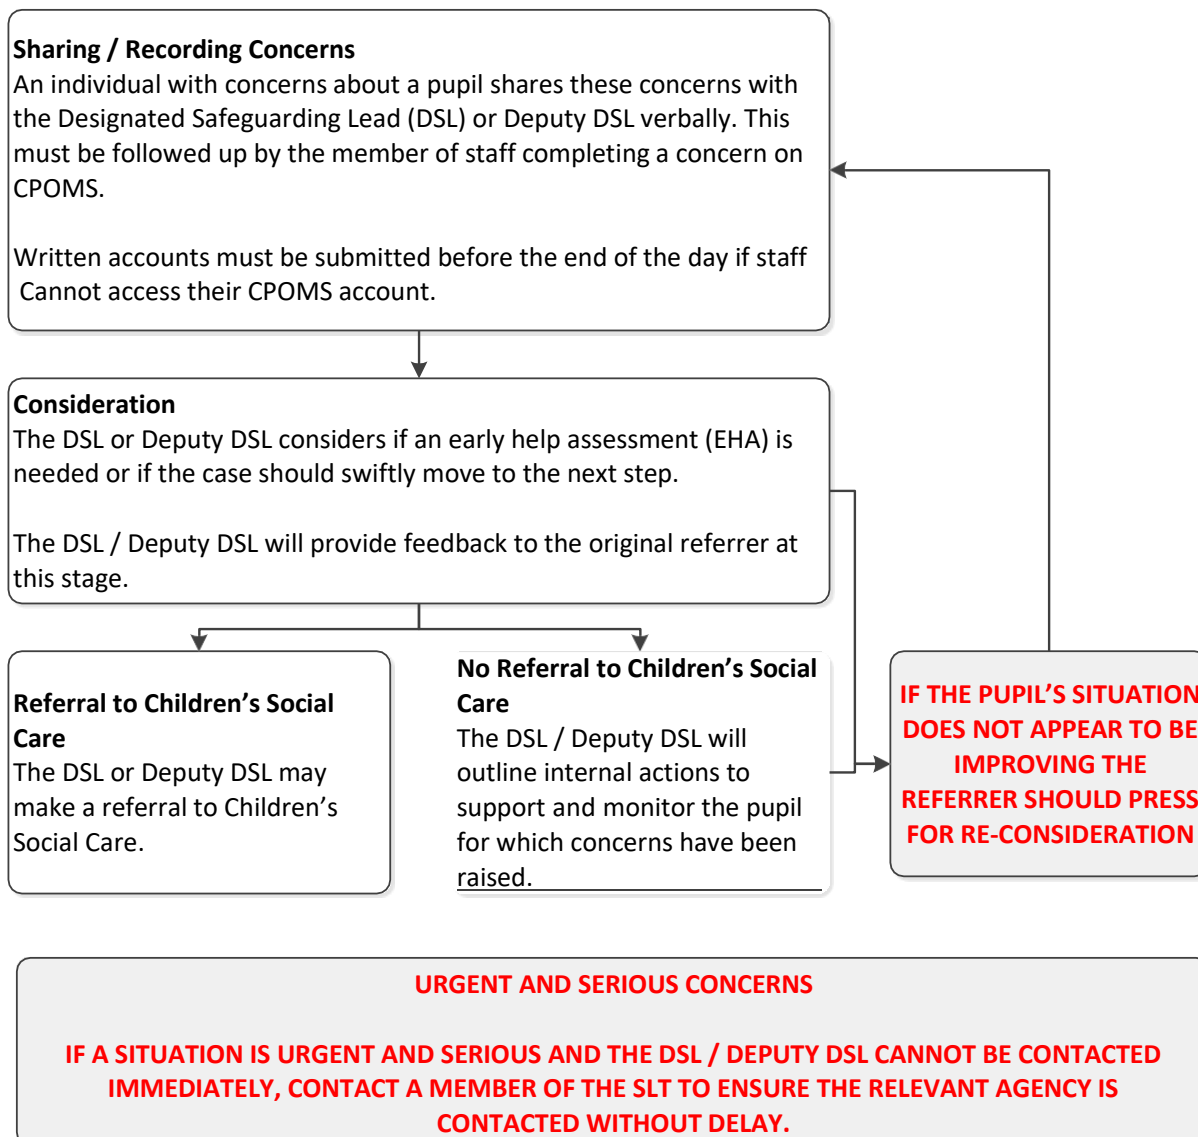 Sharing / Recording Concerns
An individual with concerns about a pupil shares these concerns with
the Designated Safeguarding Lead (DSL) or Deputy DSL verbally. This
must be followed up by the member of staff completing a concern on
CPOMS.
Written accounts must be submitted before the end of the day if staff
Cannot access their CPOMS account.
Consideration
The DSL or Deputy DSL considers if an early help assessment (EHA) is
needed or if the case should swiftly move to the next step.
The DSL / Deputy DSL will provide feedback to the original referrer at
this stage.
Referral to Children’s Social
Care
The DSL or Deputy DSL may
make a referral to Children’s
Social Care.
No Referral to Children’s Social
Care
The DSL / Deputy DSL will
outline internal actions to
support and monitor the pupil
for which concerns have been
raised.
IF THE PUPIL’S SITUATION
DOES NOT APPEAR TO BE
IMPROVING THE
REFERRER SHOULD PRESS
FOR RE-CONSIDERATION
URGENT AND SERIOUS CONCERNS
IF A SITUATION IS URGENT AND SERIOUS AND THE DSL / DEPUTY DSL CANNOT BE CONTACTED
IMMEDIATELY, CONTACT A MEMBER OF THE SLT TO ENSURE THE RELEVANT AGENCY IS
CONTACTED WITHOUT DELAY.